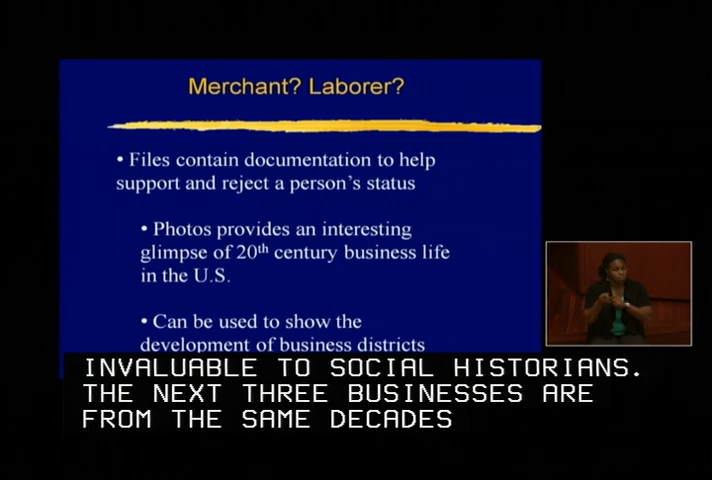 Merchant? Laborer?
• Files contain documentation to help
support and reject a person's status
• Photos provides an interesting
glimpse of 20th century business life
in the U.S.
• Can be used to show the
development of business districts
INVALUABLE TO SOCIAL HISTORIANS.
THE NEXT THREE BUSINESSES ARE
FROM THE SAME DECADES